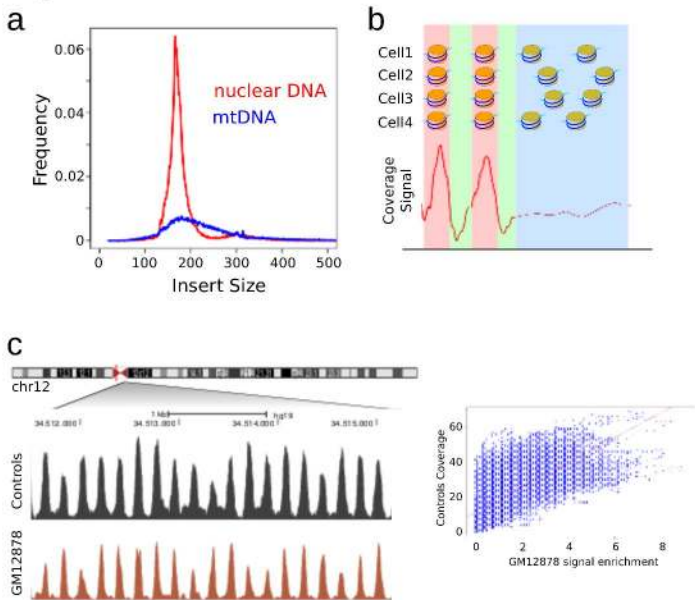 a
0.06
0.04
0.02
0
Frequency
nuclear DNA
mtDNA
0 100 200 300 400 500
Insert Size
b
Cell1
Cell2
Cell3
Cell4
Coverage
Signal
c
chr12
1 kb hg19
34,512,000 34,513,000 34,514,000 34,515,000
Controls
GM12878
Controls Coverage
60
40
20
0
0 2 4 6 8
GM12878 signal enrichment